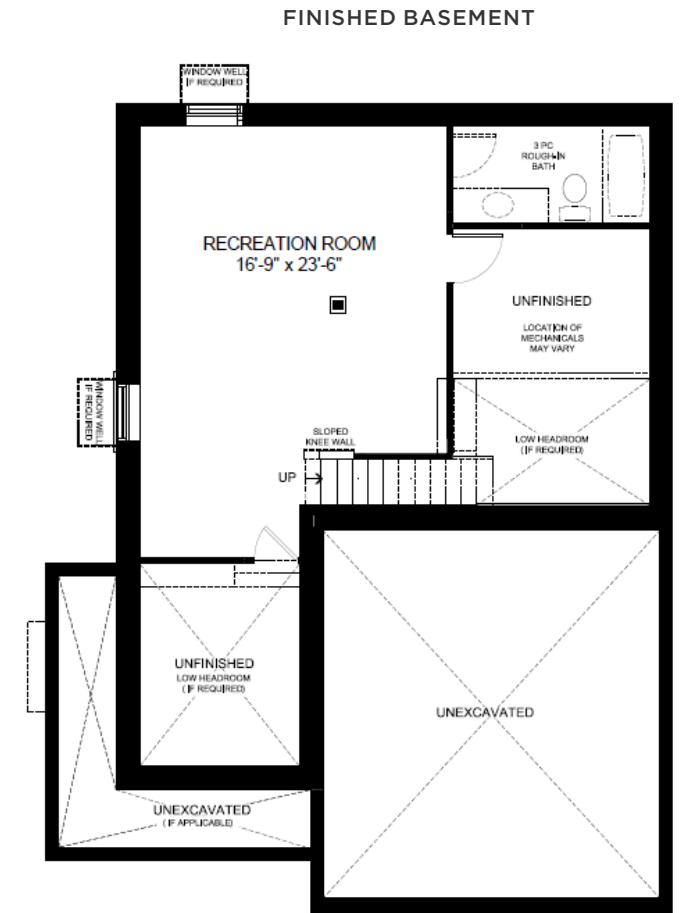 FINISHED BASEMENT
WINDOW WELL
IF REQUIRED
3 PC
ROUGH-IN
BATH
RECREATION ROOM
16'-9" x 23'-6"
UNFINISHED
LOCATION OF
MECHANICALS
MAY VARY
WINDOW WELL
IF REQUIRED
SLOPED
KNEE WALL
LOW HEADROOM
( IF REQUIRED)
UP
UNFINISHED
LOW HEADROOM
( IF REQUIRED)
UNEXCAVATED
UNEXCAVATED
( IF APPLICABLE)